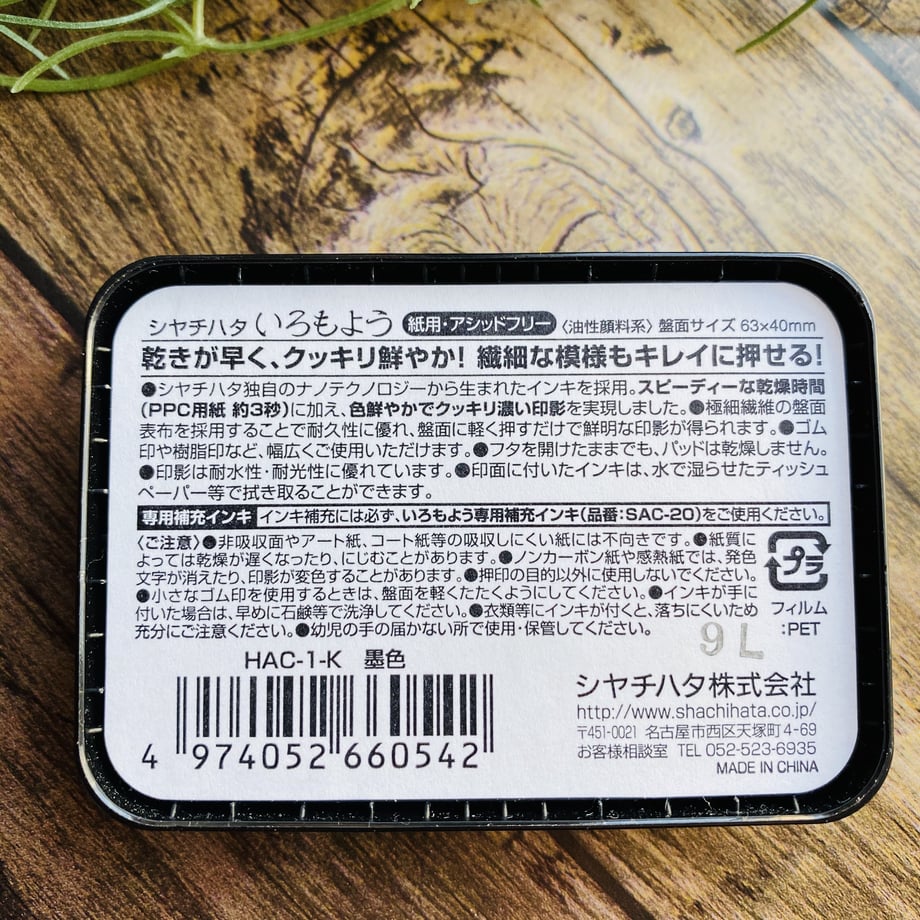 シヤチハタ いろもよう 紙用・アシッドフリー 〈油性顔料系〉 盤面サイズ 63×40mm
乾きが早く、クッキリ鮮やか! 繊細な模様もキレイに押せる!
●シヤチハタ独自のナノテクノロジーから生まれたインキを採用。スピーディーな乾燥時間
(PPC用紙 約3秒)に加え、色鮮やかでクッキリ濃い印影を実現しました。●極細繊維の盤面
表布を採用することで耐久性に優れ、盤面に軽く押すだけで鮮明な印影が得られます。●ゴム
印や樹脂印など、幅広くご使用いただけます。●フタを開けたままでも、パッドは乾燥しません。
●印影は耐水性・耐光性に優れています。●印面に付いたインキは、水で湿らせたティッシュ
ペーパー等で拭き取ることができます。
専用補充インキ インキ補充には必ず、いろもよう専用補充インキ(品番:SAC-20)をご使用ください。
〈ご注意〉●非吸収面やアート紙、コート紙等の吸収しにくい紙には不向きです。●紙質に
よっては乾燥が遅くなったり、にじむことがあります。●ノンカーボン紙や感熱紙では、発色
文字が消えたり、印影が変色することがあります。●押印の目的以外に使用しないでください。
●小さなゴム印を使用するときは、盤面を軽くたたくようにしてください。●インキが手に
付いた場合は、早めに石鹸等で洗浄してください。●衣類等にインキが付くと、落ちにくいため
充分にご注意ください。●幼児の手の届かない所で使用・保管してください。
プラ
フィルム
:PET
9L
HAC-1-K 墨色
4 974052 660542
シヤチハタ株式会社
http://www.shachihata.co.jp/
〒451-0021 名古屋市西区天塚町4-69
お客様相談室 TEL 052-523-6935
MADE IN CHINA